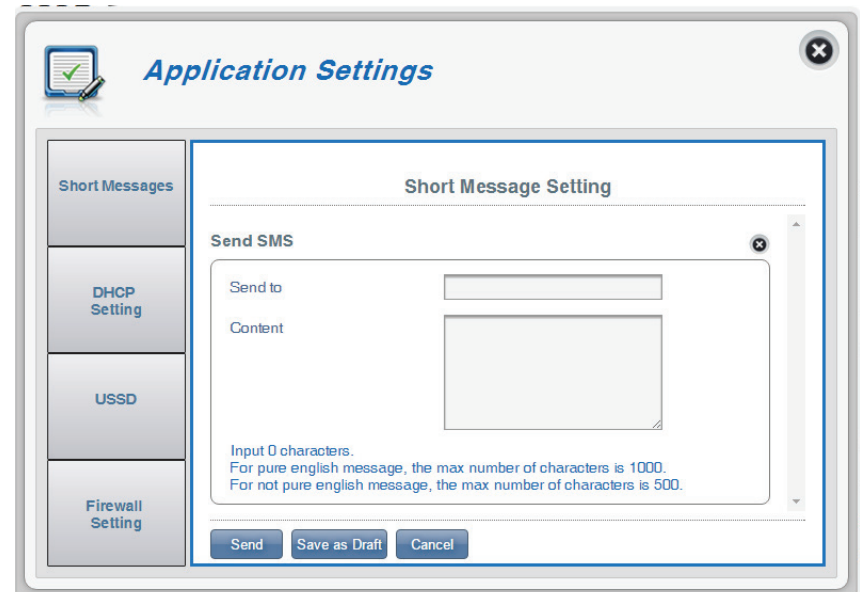 Application Settings
Short Messages
DHCP
Setting
USSD
Firewall
Setting
Short Message Setting
Send SMS
Send to
Content
Input 0 characters.
For pure english message, the max number of characters is 1000.
For not pure english message, the max number of characters is 500.
Send
Save as Draft
Cancel